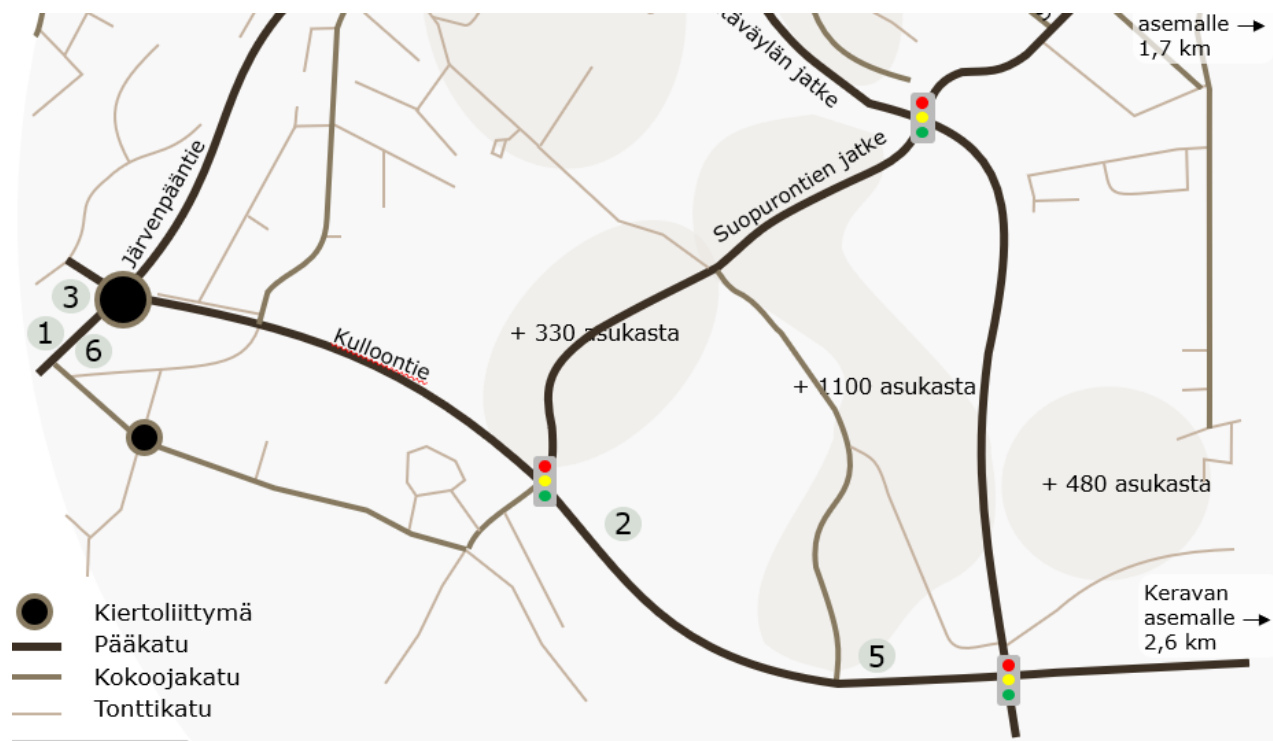 asemalle →
1,7 km
täväylän jatke
Suopurontien jatke
Järvenpääntie
3
1
6
Kulloontie
+ 330 asukasta
+ 1100 asukasta
+ 480 asukasta
2
5
Keravan
asemalle →
2,6 km
Kiertoliittymä
Pääkatu
Kokoojakatu
Tonttikatu